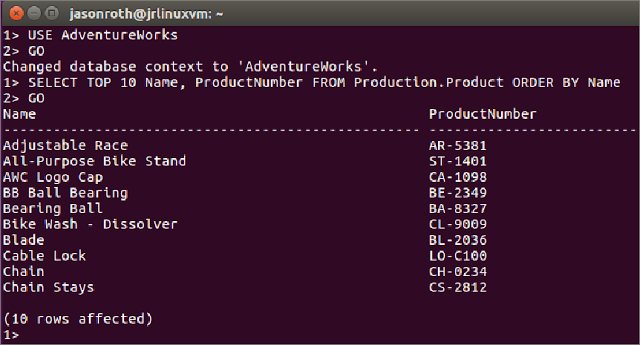 jasonroth@jrlinuxvm: ~
1> USE AdventureWorks
2> GO
Changed database context to 'AdventureWorks'.
1> SELECT TOP 10 Name, ProductNumber FROM Production.Product ORDER BY Name
2> GO
Name                                               ProductNumber
-------------------------------------------------- -------------------------
Adjustable Race                                    AR-5381
All-Purpose Bike Stand                             ST-1401
AWC Logo Cap                                       CA-1098
BB Ball Bearing                                    BE-2349
Bearing Ball                                       BA-8327
Bike Wash - Dissolver                              CL-9009
Blade                                              BL-2036
Cable Lock                                         LO-C100
Chain                                              CH-0234
Chain Stays                                        CS-2812
(10 rows affected)
1>